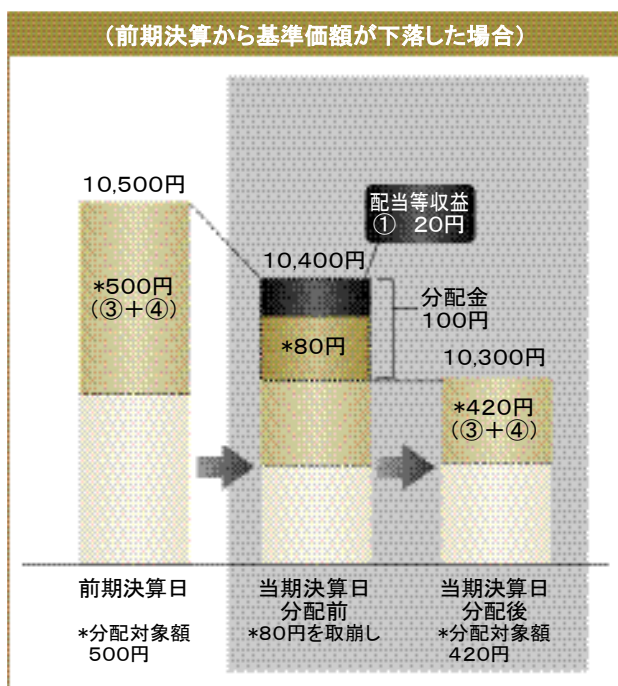 (前期決算から基準価額が下落した場合)
10,500円
配当等収益
① 20円
10,400円
*500円
(③+④)
分配金
100円
*80円
10,300円
*420円
(③+④)
前期決算日
*分配対象額
500円
当期決算日
分配前
*80円を取崩し
当期決算日
分配後
*分配対象額
420円